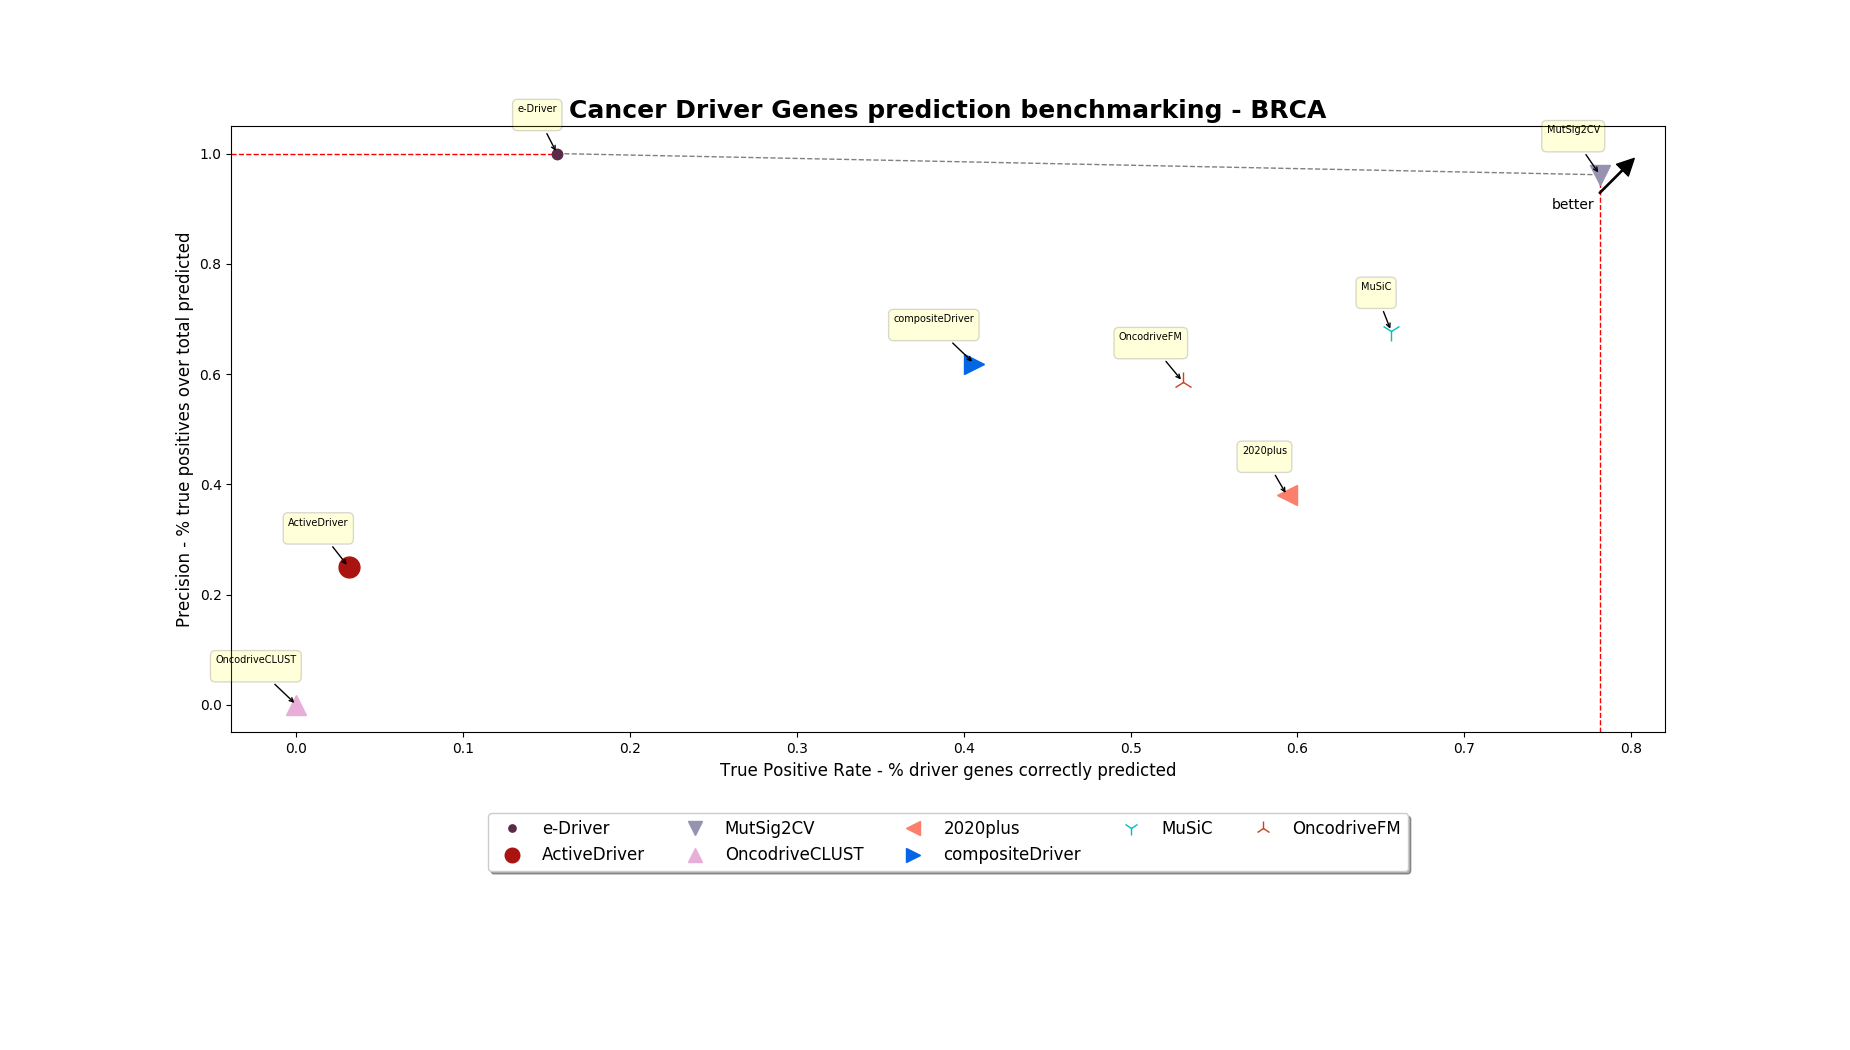 Cancer Driver Genes prediction benchmarking - BRCA
e-Driver
MutSig2CV
better
MuSiC
compositeDriver
OncodriveFM
2020plus
ActiveDriver
OncodriveCLUST
Precision - % true positives over total predicted
1.0
0.8
0.6
0.4
0.2
0.0
0.0 0.1 0.2 0.3 0.4 0.5 0.6 0.7 0.8
True Positive Rate - % driver genes correctly predicted
e-Driver MutSig2CV 2020plus MuSiC OncodriveFM
ActiveDriver OncodriveCLUST compositeDriver